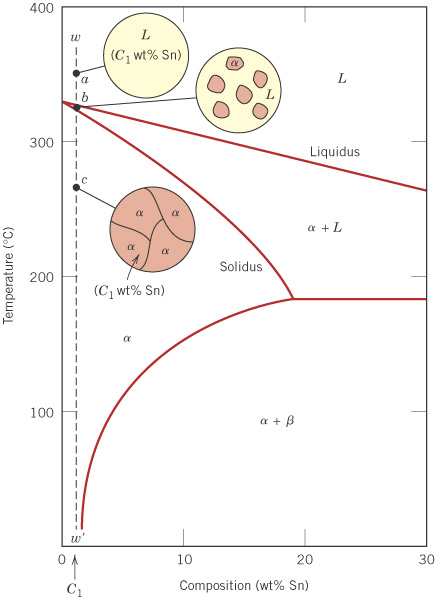 400
w
L
(C₁ wt% Sn)
a
α
L
L
b
300
Liquidus
c
α
α
α
α
α + L
Solidus
200
(C₁ wt% Sn)
α
100
α + β
w′
0
10
20
30
C₁
Composition (wt% Sn)
Temperature (°C)